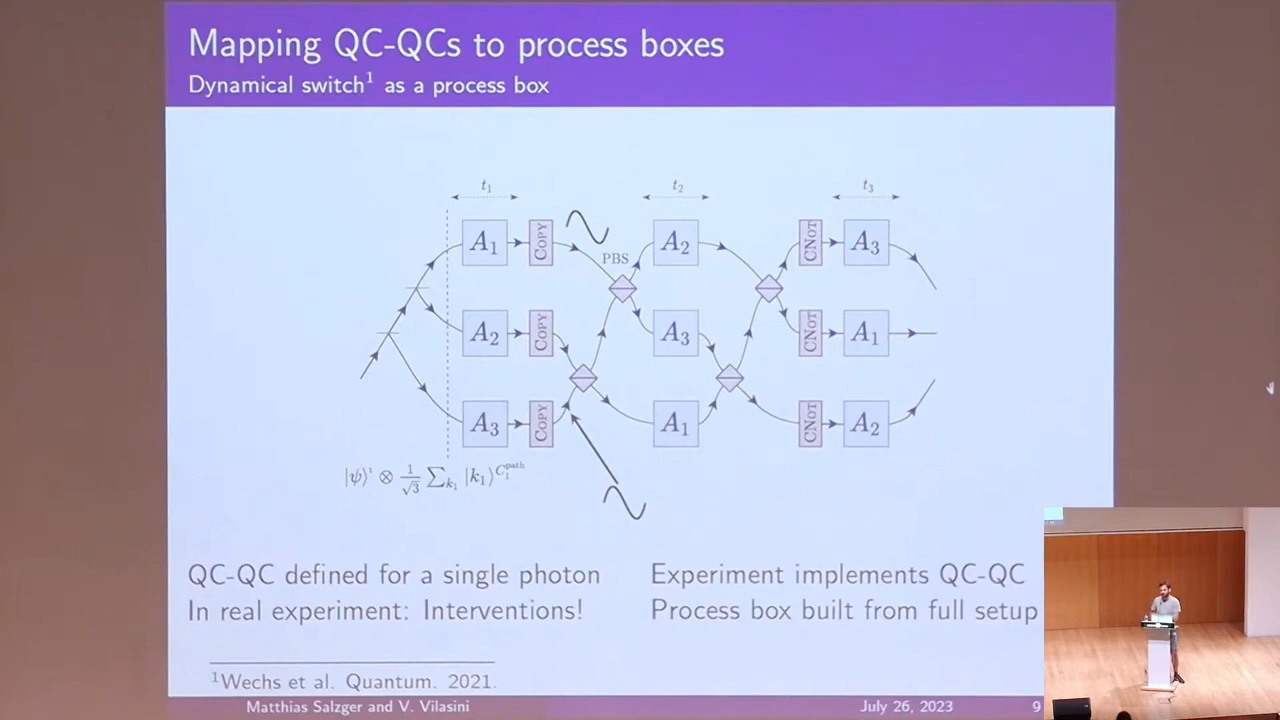 Mapping QC-QCs to process boxes
Dynamical switch¹ as a process box
t₁ t₂ t₃
A₁ COPY PBS A₂ CNOT A₃
A₂ COPY A₃ CNOT A₁
A₃ COPY A₁ CNOT A₂
|ψ⟩ᵗ ⊗ 1/√3 ∑ₖ₁ |k₁⟩^C₁^path
QC-QC defined for a single photon
In real experiment: Interventions!
Experiment implements QC-QC
Process box built from full setup
¹Wechs et al. Quantum. 2021.
Matthias Salzger and V. Vilasini July 26, 2023 9